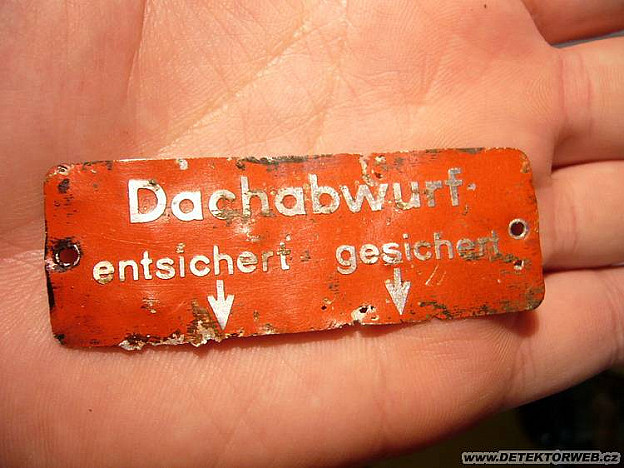 Dachabwurf
entsichert gesichert
www.DETEKTORWEB.cz